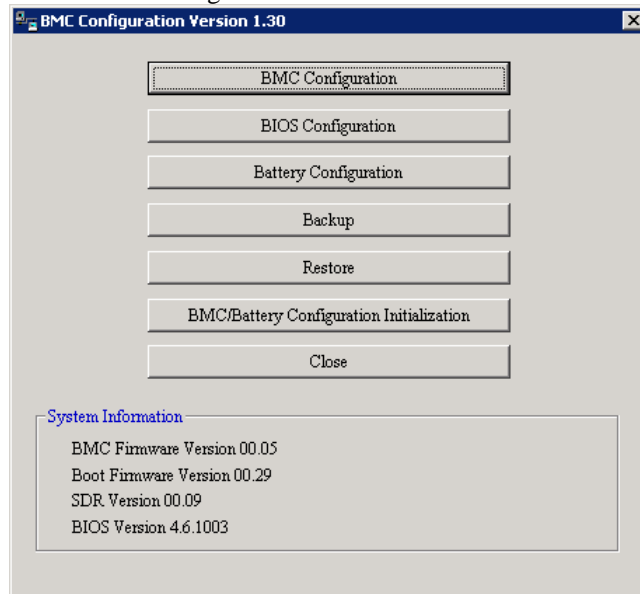 BMC Configuration Version 1.30
BMC Configuration
BIOS Configuration
Battery Configuration
Backup
Restore
BMC/Battery Configuration Initialization
Close
System Information
BMC Firmware Version 00.05
Boot Firmware Version 00.29
SDR Version 00.09
BIOS Version 4.6.1003